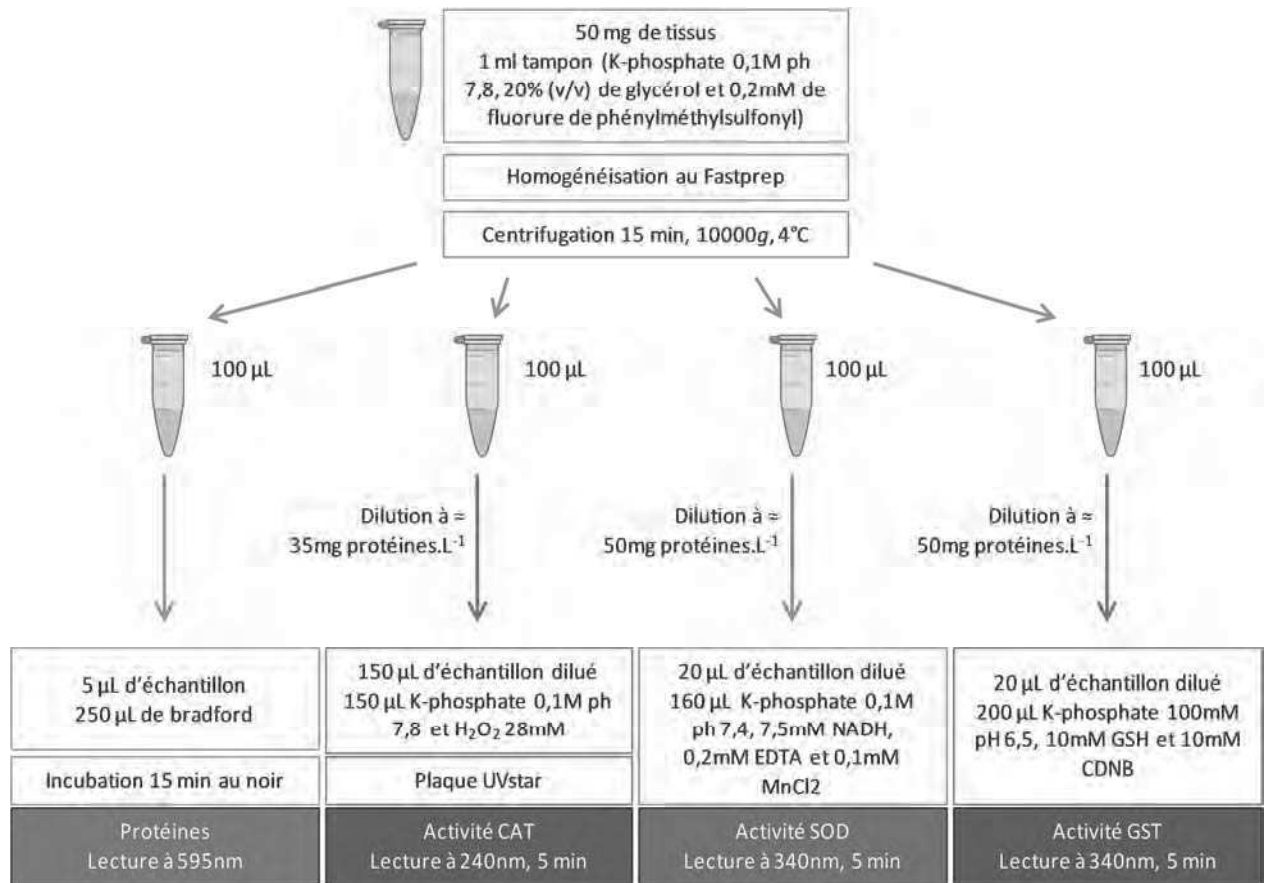 50 mg de tissus
1 ml tampon (K-phosphate 0,1M ph
7,8, 20% (v/v) de glycérol et 0,2mM de
fluorure de phénylméthylsulfonyl)
Homogénéisation au Fastprep
Centrifugation 15 min, 10000g, 4°C
100 µL
100 µL
100 µL
100 µL
Dilution à ≈
35mg protéines.L⁻¹
Dilution à ≈
50mg protéines.L⁻¹
Dilution à ≈
50mg protéines.L⁻¹
5 µL d'échantillon
250 µL de bradford
Incubation 15 min au noir
Protéines
Lecture à 595nm
150 µL d'échantillon dilué
150 µL K-phosphate 0,1M ph
7,8 et H₂O₂ 28mM
Plaque UVstar
Activité CAT
Lecture à 240nm, 5 min
20 µL d'échantillon dilué
160 µL K-phosphate 0,1M
ph 7,4, 7,5mM NADH,
0,2mM EDTA et 0,1mM
MnCl2
Activité SOD
Lecture à 340nm, 5 min
20 µL d'échantillon dilué
200 µL K-phosphate 100mM
pH 6,5, 10mM GSH et 10mM
CDNB
Activité GST
Lecture à 340nm, 5 min